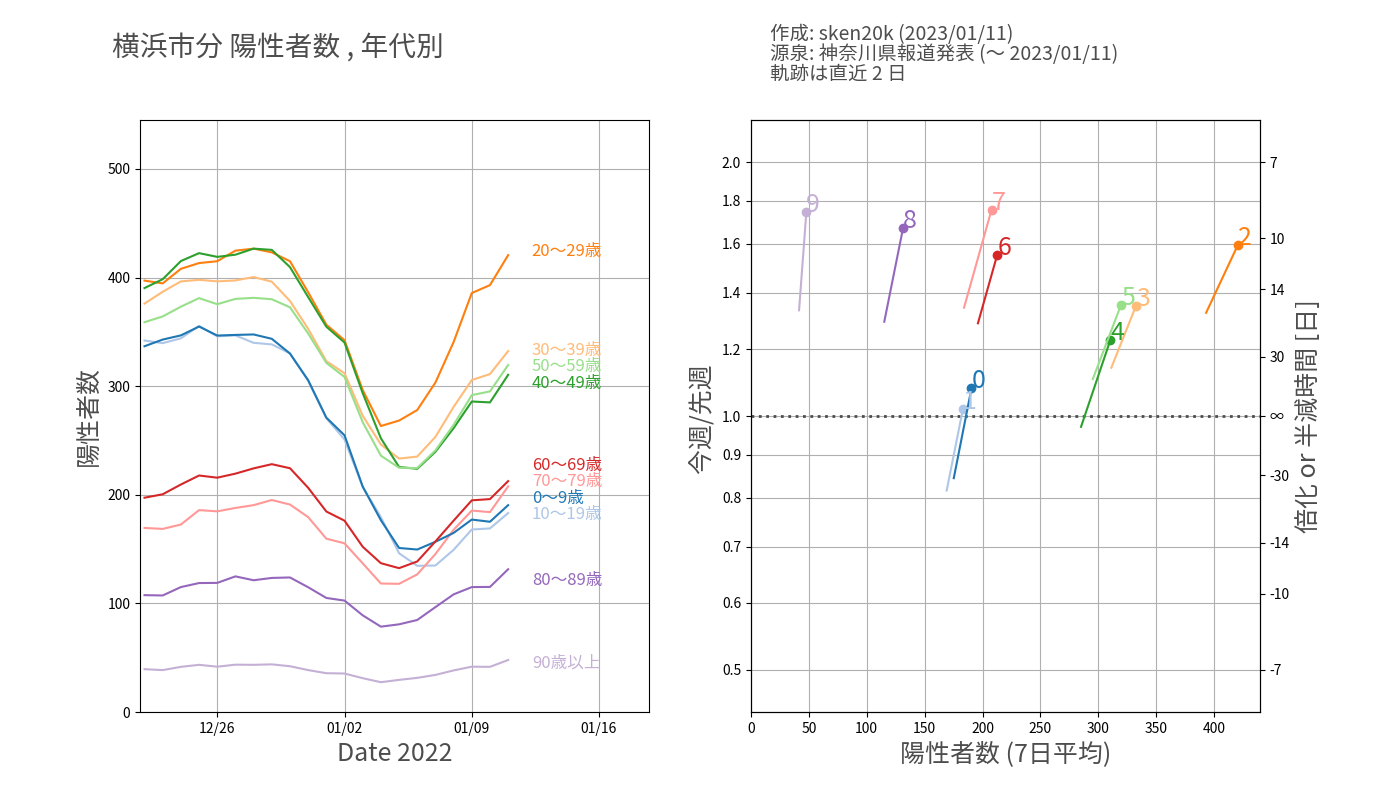 横浜市分 陽性者数 , 年代別
作成: sken20k (2023/01/11)
源泉: 神奈川県報道発表 (〜 2023/01/11)
軌跡は直近 2 日
陽性者数
500
400
300
200
100
0
12/26
01/02
01/09
01/16
Date 2022
20〜29歳
30〜39歳
50〜59歳
40〜49歳
60〜69歳
70〜79歳
0〜9歳
10〜19歳
80〜89歳
90歳以上
今週/先週
2.0
1.8
1.6
1.4
1.2
1.0
0.9
0.8
0.7
0.6
0.5
9
8
7
6
2
5
3
4
0
1
0
50
100
150
200
250
300
350
400
陽性者数 (7日平均)
7
10
14
30
∞
-30
-14
-10
-7
倍化 or 半減時間 [日]